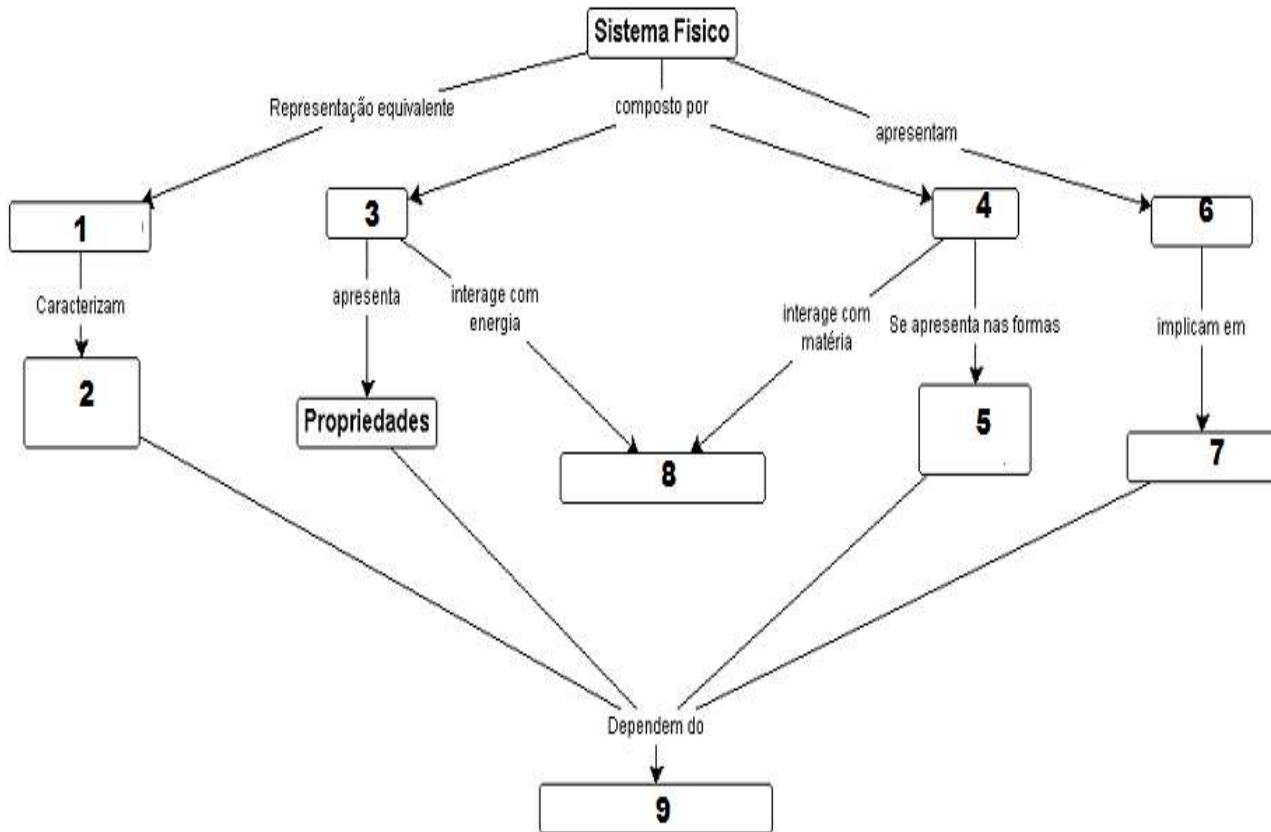 Sistema Fisico
Representação equivalente
composto por
apresentam
1
3
4
6
Caracterizam
apresenta
interage com
energia
interage com
matéria
Se apresenta nas formas
implicam em
2
Propriedades
8
5
7
Dependem do
9